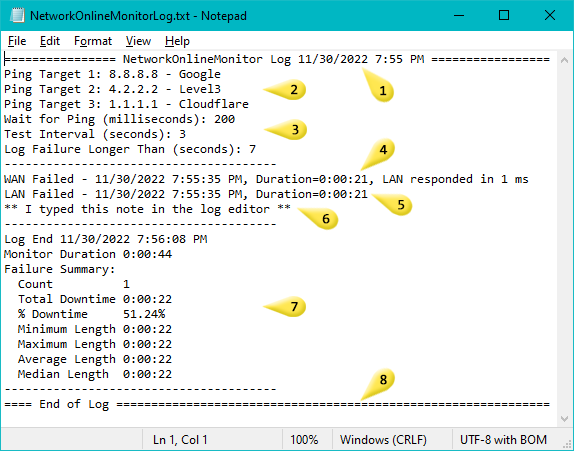 NetworkOnlineMonitorLog.txt - Notepad
File Edit Format View Help
================ NetworkOnlineMonitor Log 11/30/2022 7:55 PM =================
1
Ping Target 1: 8.8.8.8 - Google
Ping Target 2: 4.2.2.2 - Level3
2
Ping Target 3: 1.1.1.1 - Cloudflare
Wait for Ping (milliseconds): 200
Test Interval (seconds): 3
3
Log Failure Longer Than (seconds): 7
4
---------------------------------------
WAN Failed - 11/30/2022 7:55:35 PM, Duration=0:00:21, LAN responded in 1 ms
LAN Failed - 11/30/2022 7:55:35 PM, Duration=0:00:21
5
** I typed this note in the log editor **
6
---------------------------------------
Log End 11/30/2022 7:56:08 PM
Monitor Duration 0:00:44
Failure Summary:
Count 1
Total Downtime 0:00:22
7
% Downtime 51.24%
Minimum Length 0:00:22
Maximum Length 0:00:22
Average Length 0:00:22
Median Length 0:00:22
8
---------------------------------------
==== End of Log ==============================================================
Ln 1, Col 1 100% Windows (CRLF) UTF-8 with BOM